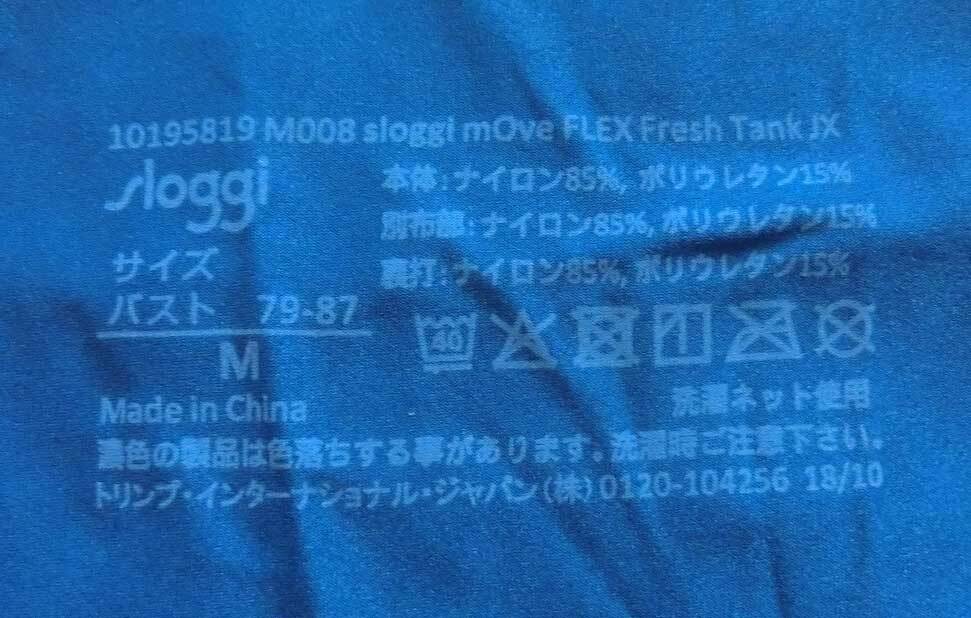 10195819 M008 sloggi mOve FLEX Fresh Tank JX
sloggi
本体:ナイロン85%, ポリウレタン15%
別布部:ナイロン85%, ポリウレタン15%
裏打:ナイロン85%, ポリウレタン15%
サイズ
バスト 79-87
M
40
Made in China
洗濯ネット使用
濃色の製品は色落ちする事があります。洗濯時ご注意下さい。
トリンプ・インターナショナル・ジャパン(株) 0120-104256 18/10